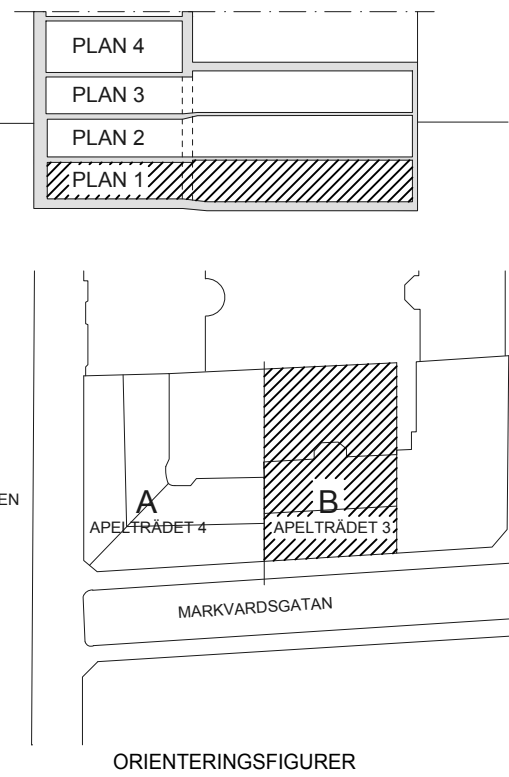 PLAN 4
PLAN 3
PLAN 2
PLAN 1
EN
A
APELTRÄDET 4
B
APELTRÄDET 3
MARKVARDSGATAN
ORIENTERINGSFIGURER